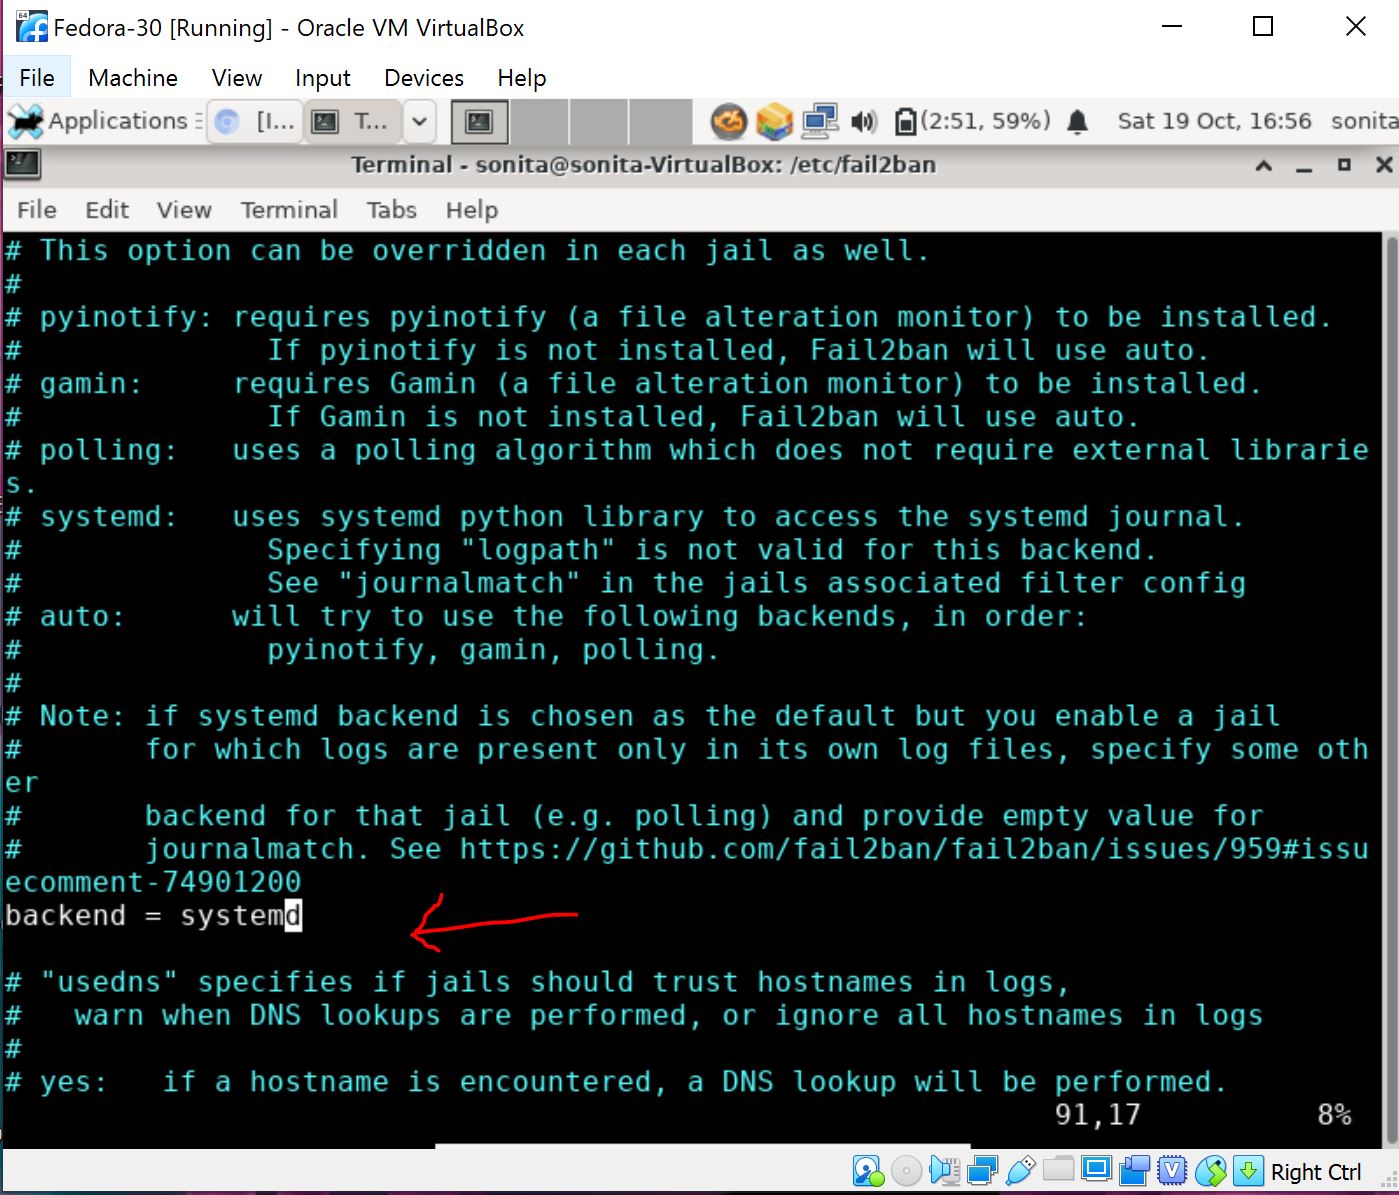 Fedora-30 [Running] - Oracle VM VirtualBox
File Machine View Input Devices Help
Applications [I... T... (2:51, 59%) Sat 19 Oct, 16:56 sonita
Terminal - sonita@sonita-VirtualBox: /etc/fail2ban
File Edit View Terminal Tabs Help
# This option can be overridden in each jail as well.
#
# pyinotify: requires pyinotify (a file alteration monitor) to be installed.
#              If pyinotify is not installed, Fail2ban will use auto.
# gamin:     requires Gamin (a file alteration monitor) to be installed.
#              If Gamin is not installed, Fail2ban will use auto.
# polling:   uses a polling algorithm which does not require external librarie
s.
# systemd:   uses systemd python library to access the systemd journal.
#              Specifying "logpath" is not valid for this backend.
#              See "journalmatch" in the jails associated filter config
# auto:      will try to use the following backends, in order:
#              pyinotify, gamin, polling.
#
# Note: if systemd backend is chosen as the default but you enable a jail
#       for which logs are present only in its own log files, specify some oth
er
#       backend for that jail (e.g. polling) and provide empty value for
#       journalmatch. See https://github.com/fail2ban/fail2ban/issues/959#issu
ecomment-74901200
backend = systemd
# "usedns" specifies if jails should trust hostnames in logs,
#   warn when DNS lookups are performed, or ignore all hostnames in logs
#
# yes:   if a hostname is encountered, a DNS lookup will be performed.
91,17 8%
Right Ctrl